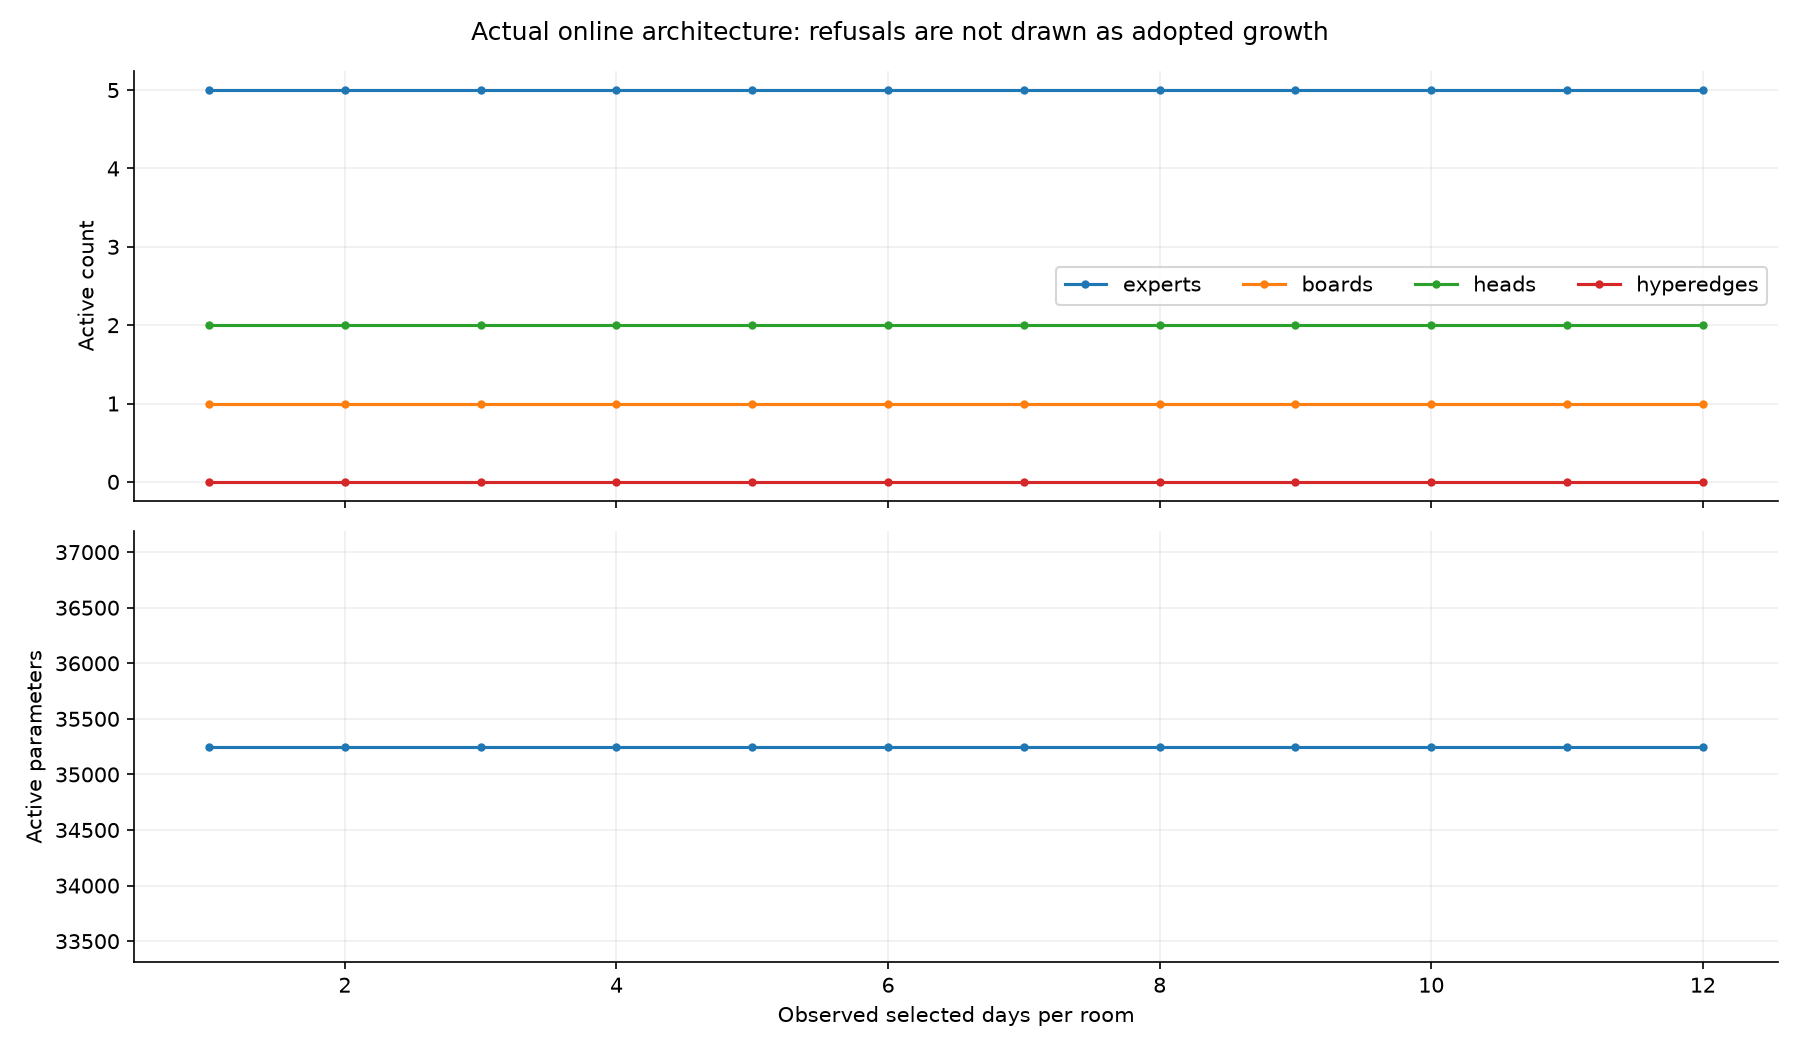 Actual online architecture: refusals are not drawn as adopted growth
5
4
3
2
1
0
Active count
experts boards heads hyperedges
37000
36500
36000
35500
35000
34500
34000
33500
Active parameters
2 4 6 8 10 12
Observed selected days per room